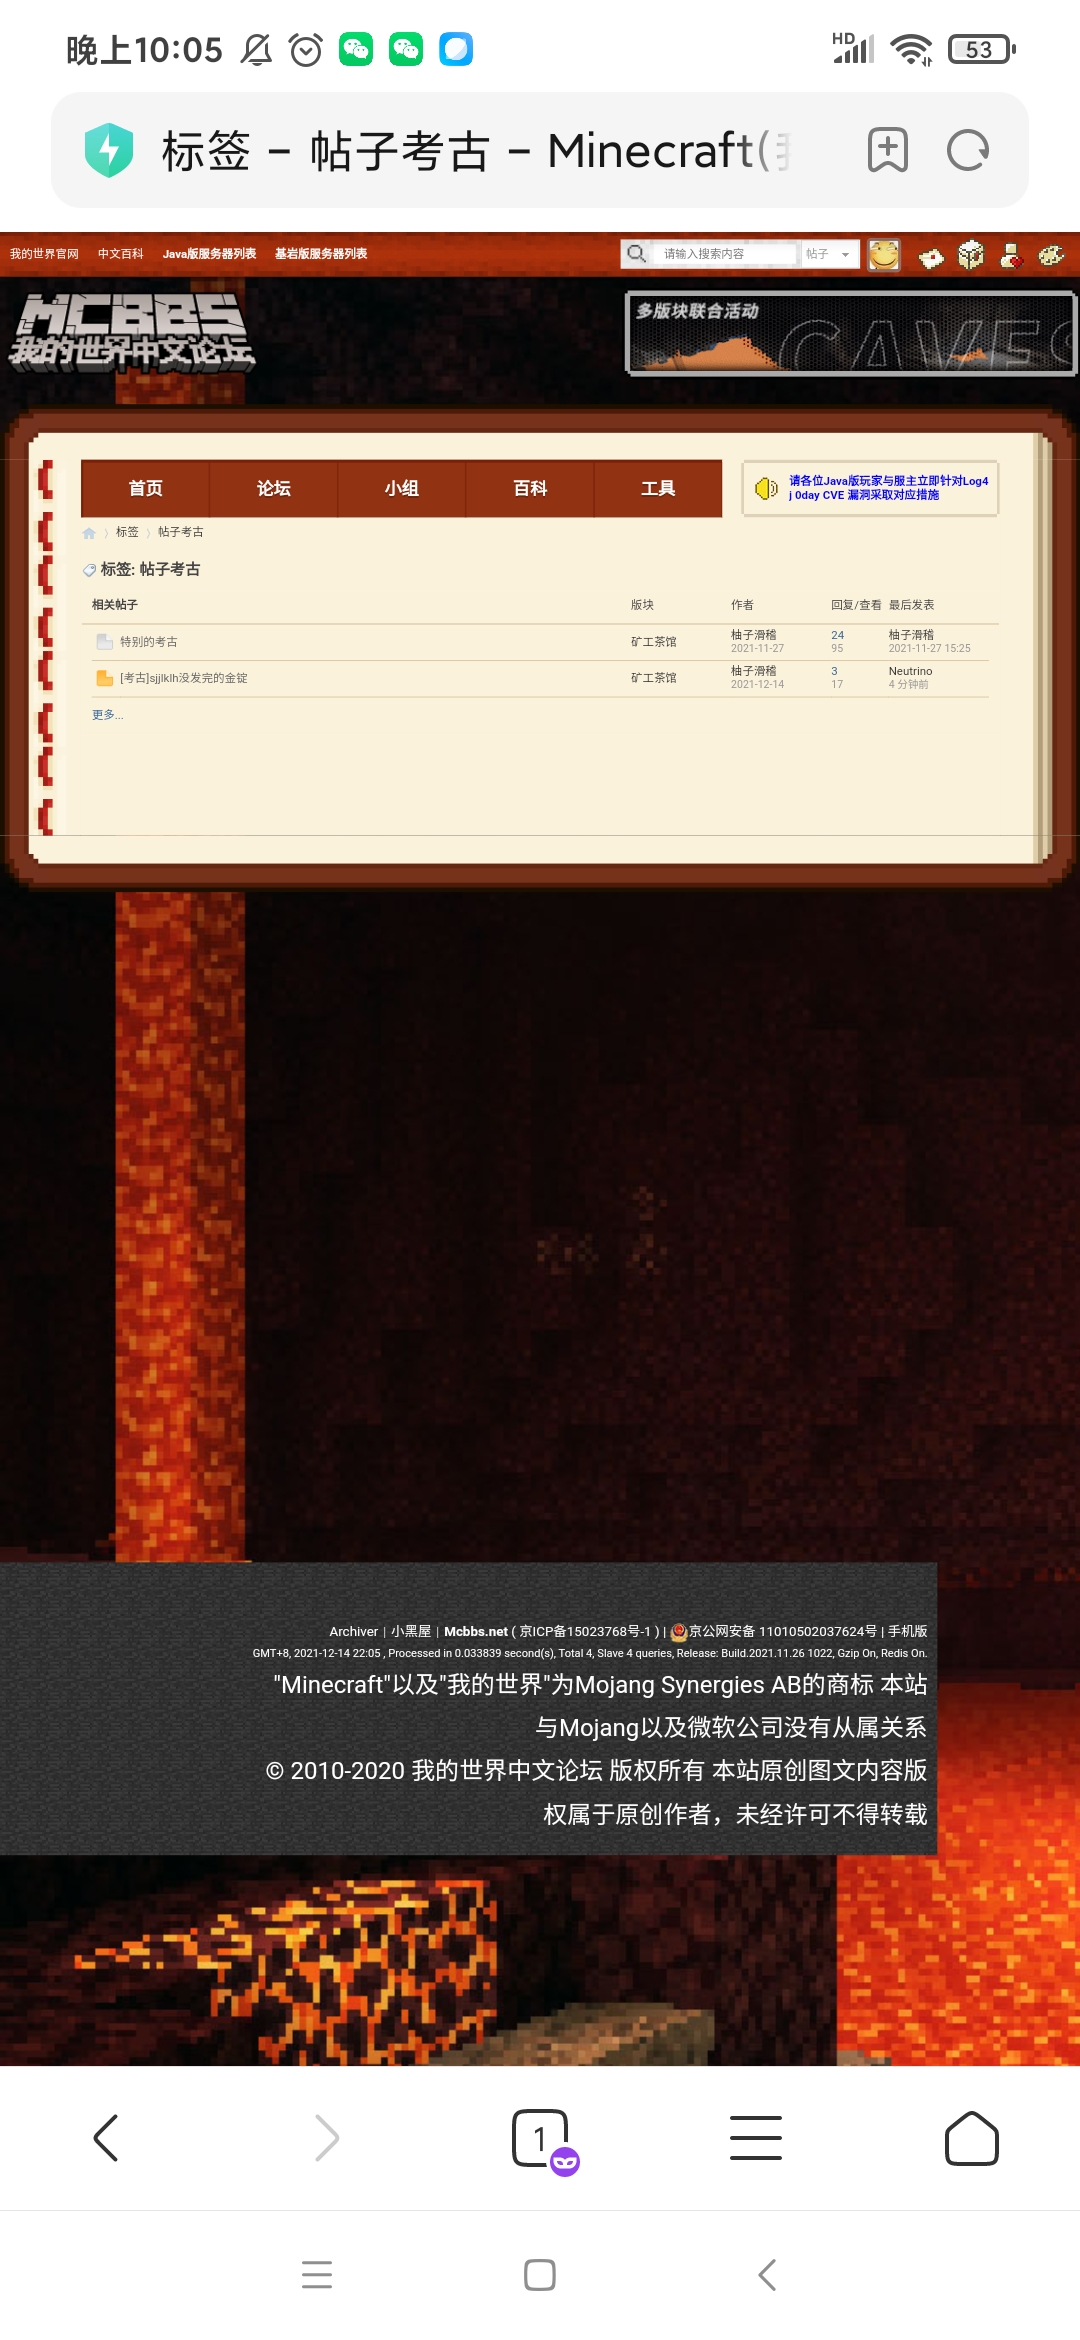 晚上10:05
HD
53
标签 - 帖子考古 - Minecraft(
我的世界官网 中文百科 Java版服务器列表 基岩版服务器列表
请输入搜索内容 帖子
MCBBS
我的世界中文论坛
多版块联合活动
CAVES
首页 论坛 小组 百科 工具
请各位Java版玩家与服主立即针对Log4
j 0day CVE 漏洞采取对应措施
标签 帖子考古
标签: 帖子考古
相关帖子 版块 作者 回复/查看 最后发表
特别的考古 矿工茶馆 柚子滑稽 24 柚子滑稽
2021-11-27 95 2021-11-27 15:25
[考古]sjjlklh没发完的金锭 矿工茶馆 柚子滑稽 3 Neutrino
2021-12-14 17 4 分钟前
更多...
Archiver | 小黑屋 | Mcbbs.net ( 京ICP备15023768号-1 ) | 京公网安备 11010502037624号 | 手机版
GMT+8, 2021-12-14 22:05 , Processed in 0.033839 second(s), Total 4, Slave 4 queries, Release: Build.2021.11.26 1022, Gzip On, Redis On.
"Minecraft"以及"我的世界"为Mojang Synergies AB的商标 本站
与Mojang以及微软公司没有从属关系
© 2010-2020 我的世界中文论坛 版权所有 本站原创图文内容版
权属于原创作者，未经许可不得转载
1